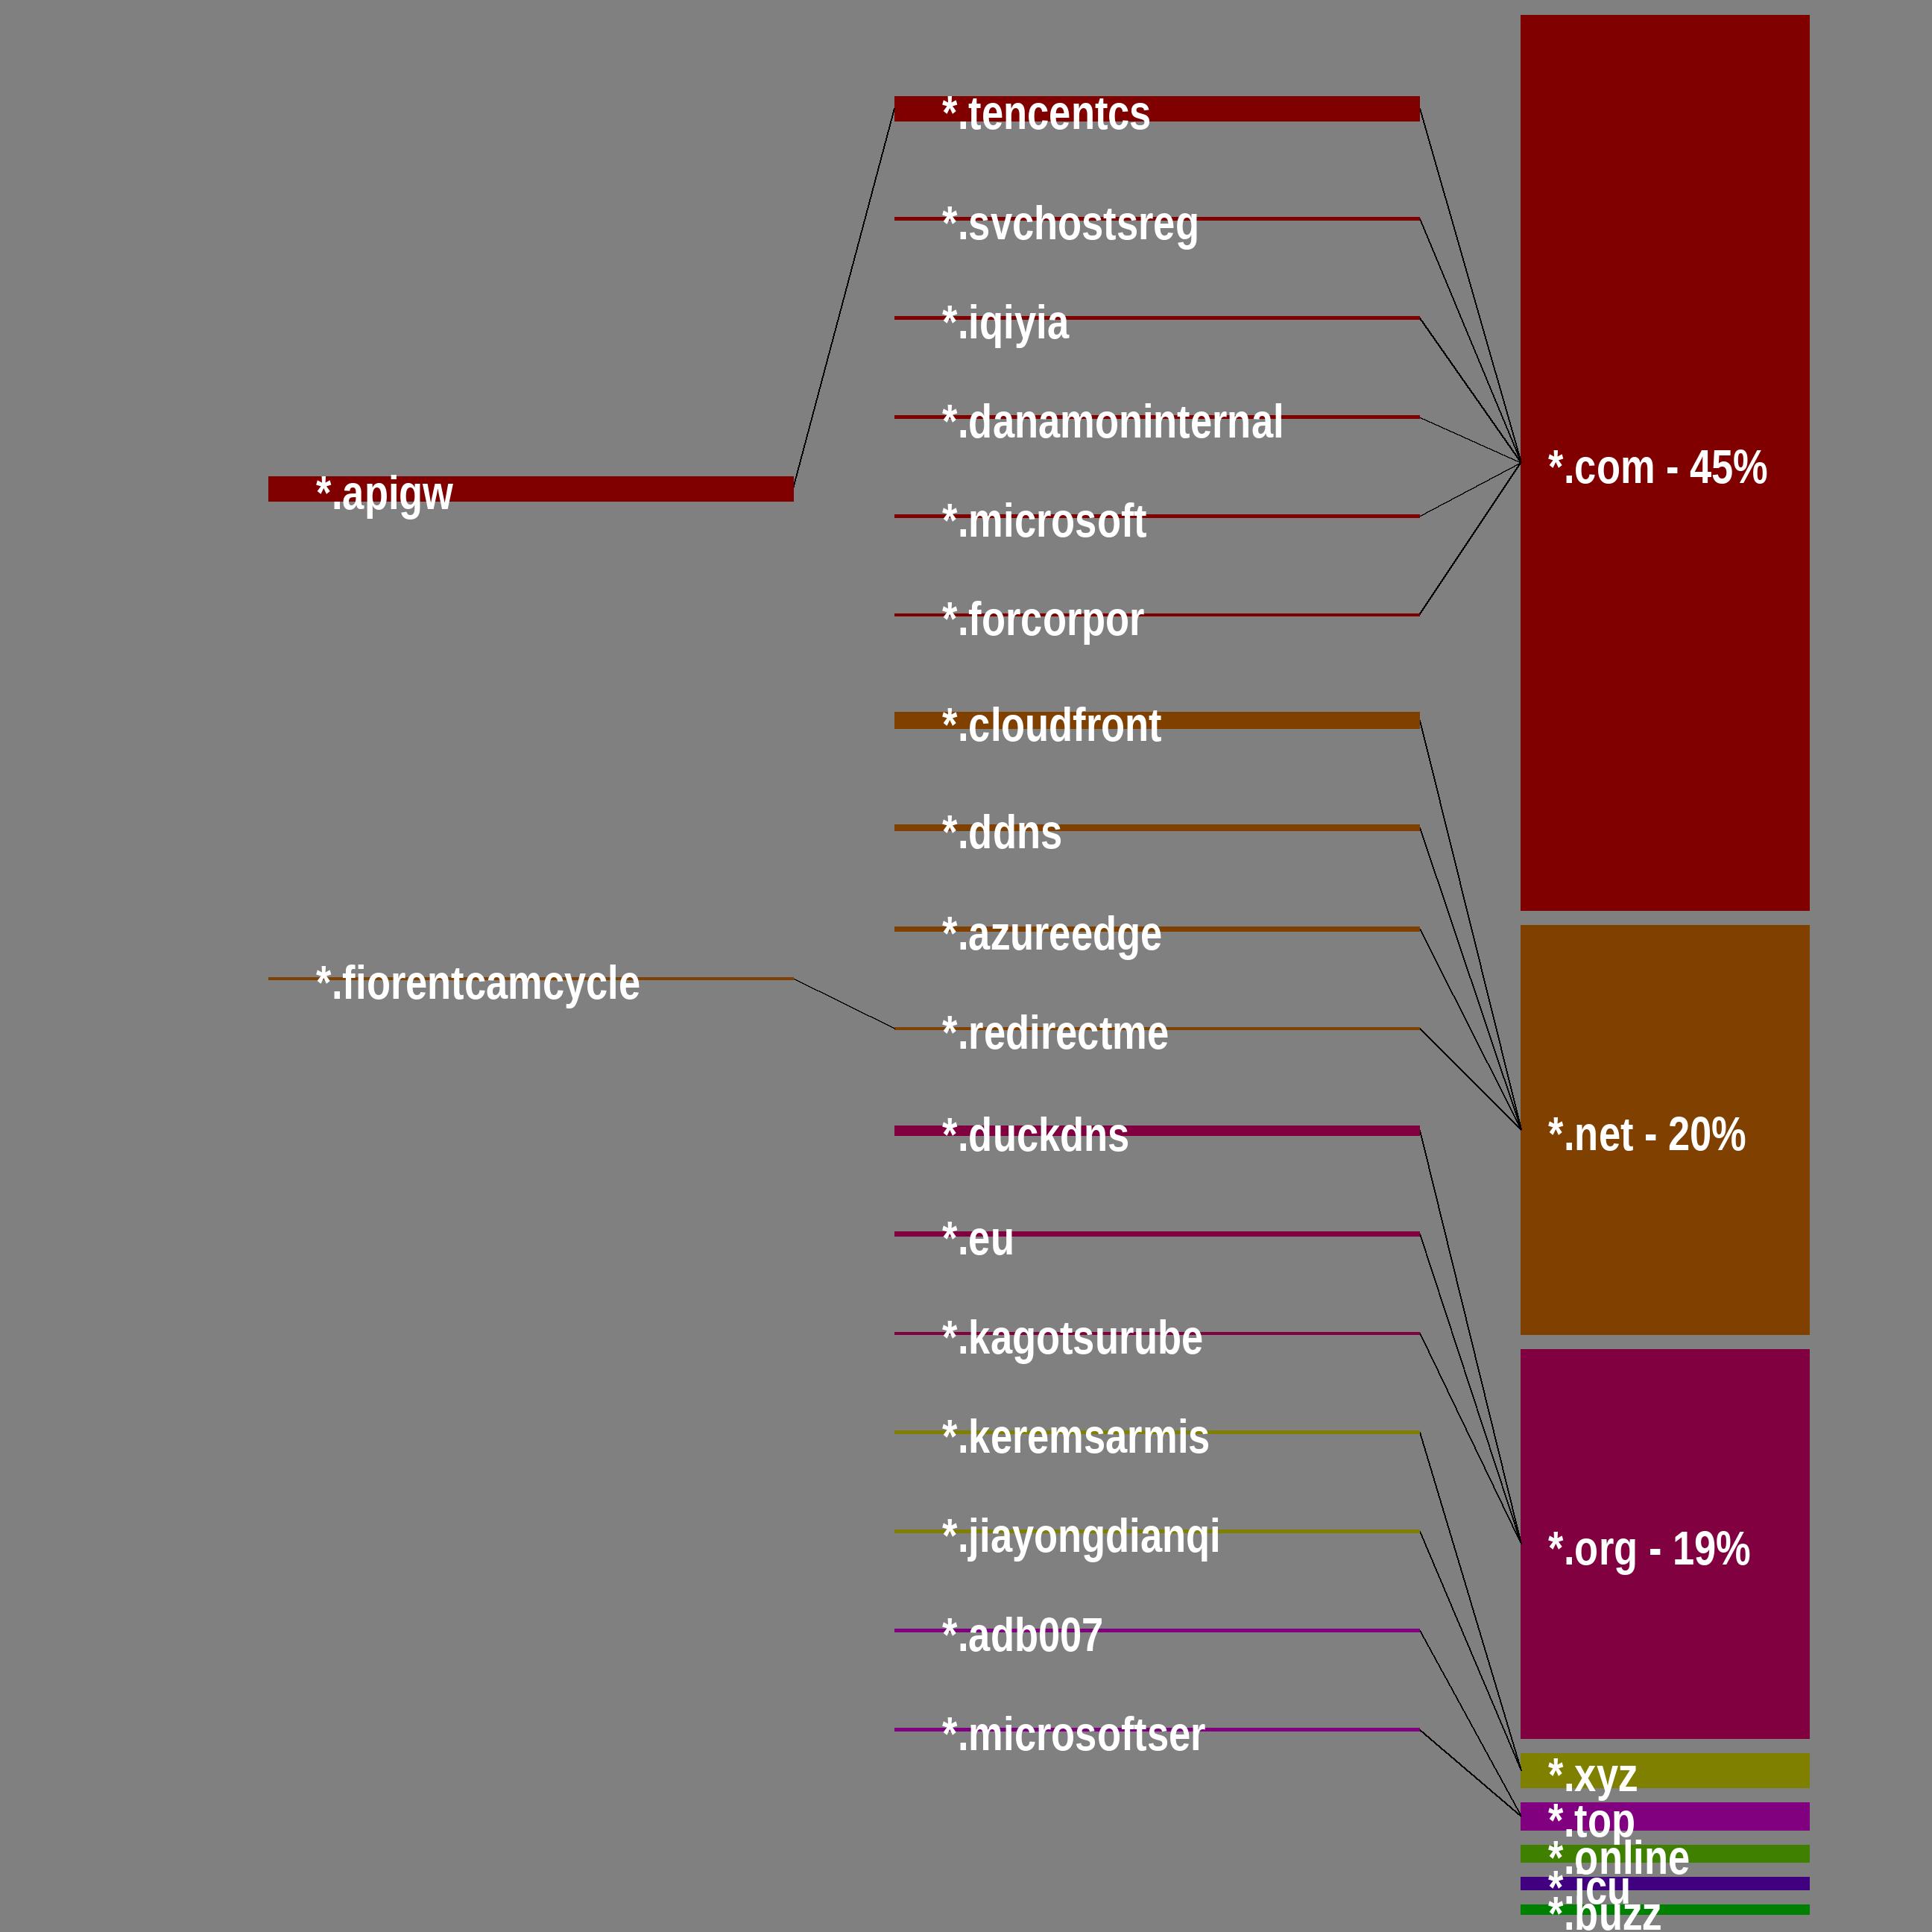 *.apigw
*.fiorentcamcycle
*.tencentcs
*.svchostsreg
*.iqiyia
*.danamoninternal
*.microsoft
*.forcorpor
*.cloudfront
*.ddns
*.azureedge
*.redirectme
*.duckdns
*.eu
*.kagotsurube
*.keremsarmis
*.jiayongdianqi
*.adb007
*.microsoftser
*.com - 45%
*.net - 20%
*.org - 19%
*.xyz
*.top
*.online
*.icu
*.buzz